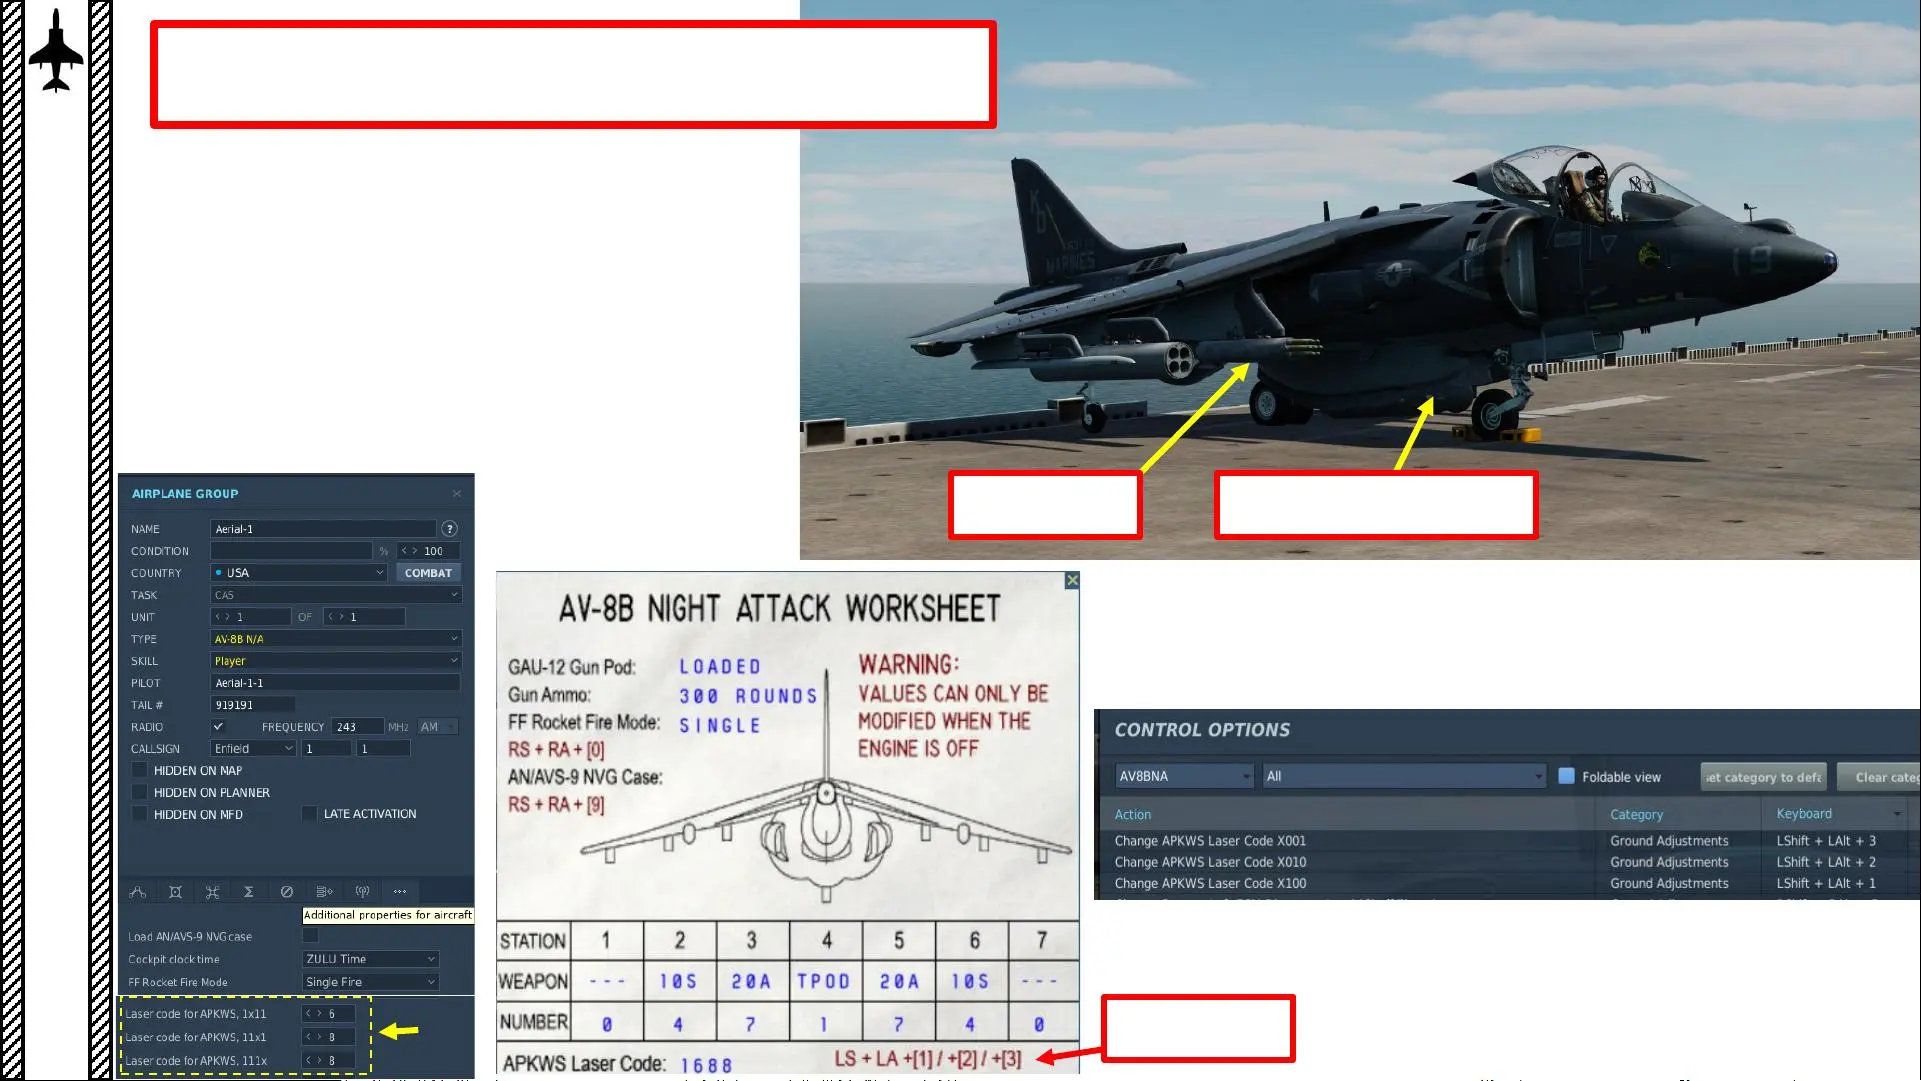 K
D
MARINES
19
AIRPLANE GROUP
NAME Aerial-1 ?
CONDITION % < > 100
COUNTRY USA COMBAT
TASK CAS
UNIT < > 1 OF < > 1
TYPE AV-8B N/A
SKILL Player
PILOT Aerial-1-1
TAIL # 919191
RADIO FREQUENCY 243 MHz AM
CALLSIGN Enfield 1 1
HIDDEN ON MAP
HIDDEN ON PLANNER
HIDDEN ON MFD LATE ACTIVATION
Additional properties for aircraft
Load AN/AVS-9 NVG case
Cockpit clock time ZULU Time
FF Rocket Fire Mode Single Fire
Laser code for APKWS, 1x11 < > 6
Laser code for APKWS, 11x1 < > 8
Laser code for APKWS, 111x < > 8
AV-8B NIGHT ATTACK WORKSHEET
GAU-12 Gun Pod: LOADED
Gun Ammo: 300 ROUNDS
FF Rocket Fire Mode: SINGLE
RS + RA + [0]
AN/AVS-9 NVG Case:
RS + RA + [9]
WARNING:
VALUES CAN ONLY BE
MODIFIED WHEN THE
ENGINE IS OFF
STATION 1 2 3 4 5 6 7
WEAPON --- 10S 20A TPOD 20A 10S ---
NUMBER 0 4 7 1 7 4 0
APKWS Laser Code: 1688 LS + LA +[1] / +[2] / +[3]
CONTROL OPTIONS
AV8BNA All Foldable view et category to defa Clear categ
Action Category Keyboard
Change APKWS Laser Code X001 Ground Adjustments LShift + LAlt + 3
Change APKWS Laser Code X010 Ground Adjustments LShift + LAlt + 2
Change APKWS Laser Code X100 Ground Adjustments LShift + LAlt + 1